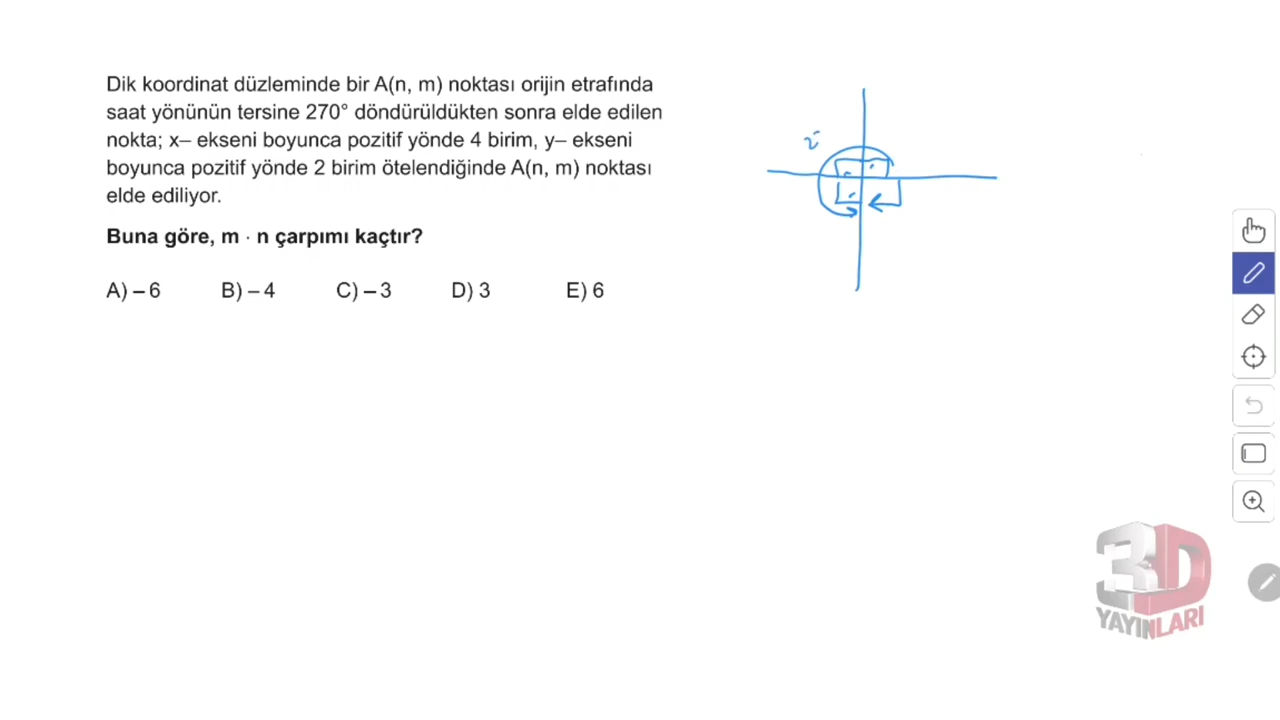 Dik koordinat düzleminde bir A(n, m) noktası orijin etrafında
saat yönünün tersine 270° döndürüldükten sonra elde edilen
nokta; x– ekseni boyunca pozitif yönde 4 birim, y– ekseni
boyunca pozitif yönde 2 birim ötelendiğinde A(n, m) noktası
elde ediliyor.
Buna göre, m · n çarpımı kaçtır?
A) – 6 B) – 4 C) – 3 D) 3 E) 6
3D
YAYINLARI